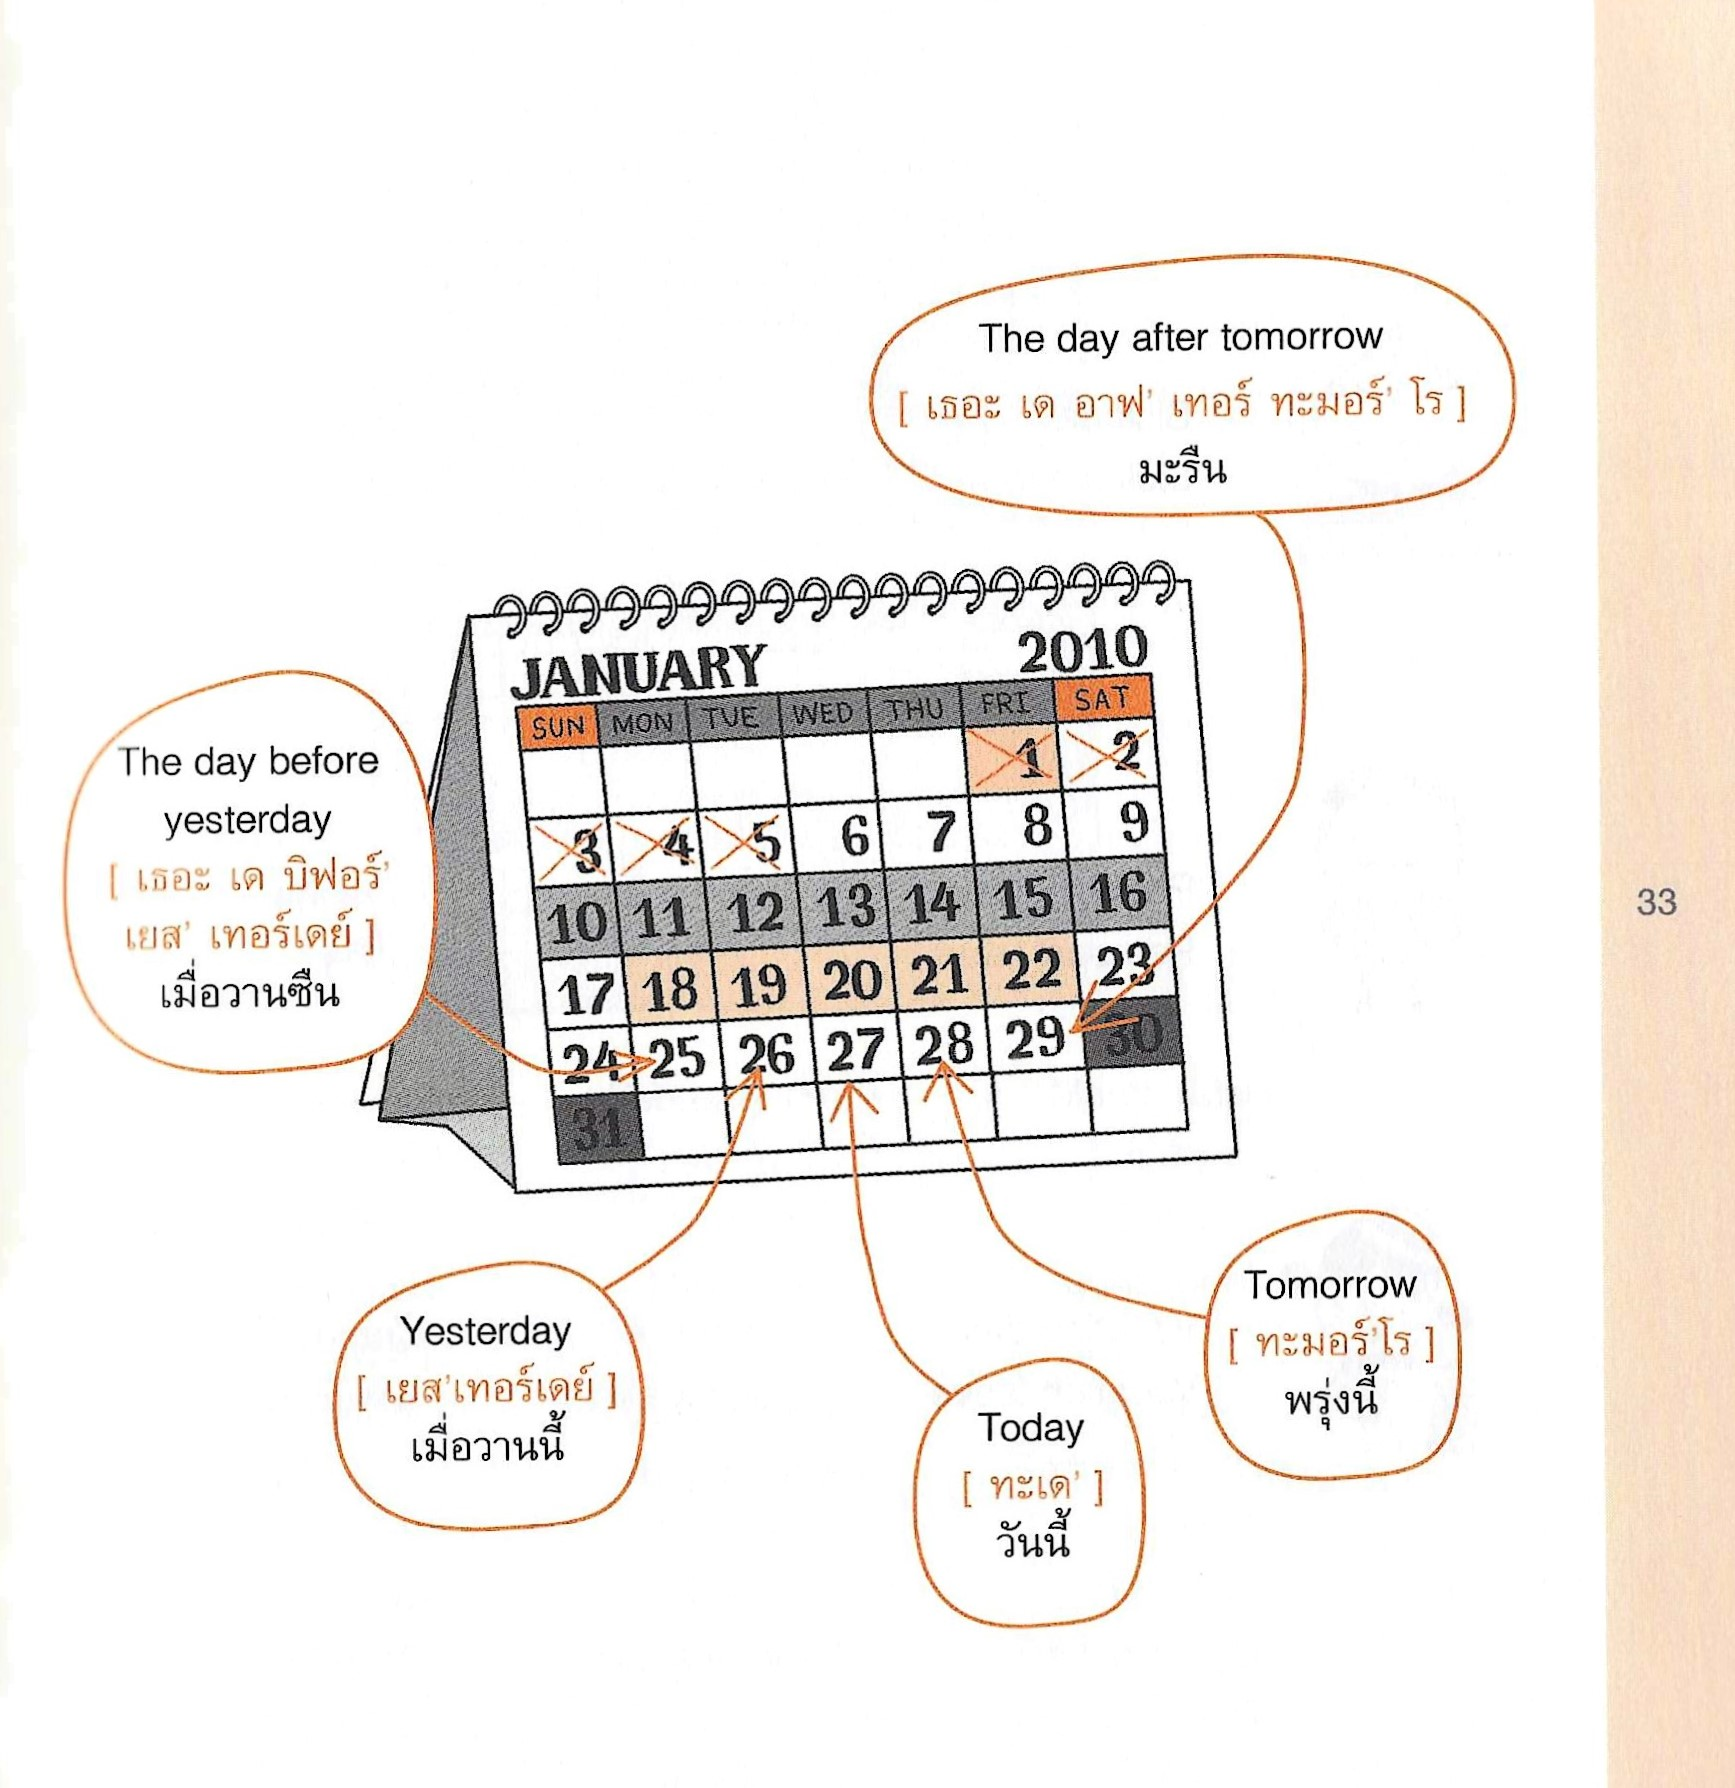 The day after tomorrow
[ เธอะ เด อาฟ' เทอร์ ทะมอร์' โร ]
มะรืน
JANUARY 2010
SUN MON TUE WED THU FRI SAT
1 2
3 4 5 6 7 8 9
10 11 12 13 14 15 16
17 18 19 20 21 22 23
24 25 26 27 28 29 30
31
The day before
yesterday
[ เธอะ เด บิฟอร์'
เยส' เทอร์เดย์ ]
เมื่อวานซืน
33
Yesterday
[ เยส'เทอร์เดย์ ]
เมื่อวานนี้
Today
[ ทะเด' ]
วันนี้
Tomorrow
[ ทะมอร์'โร ]
พรุ่งนี้